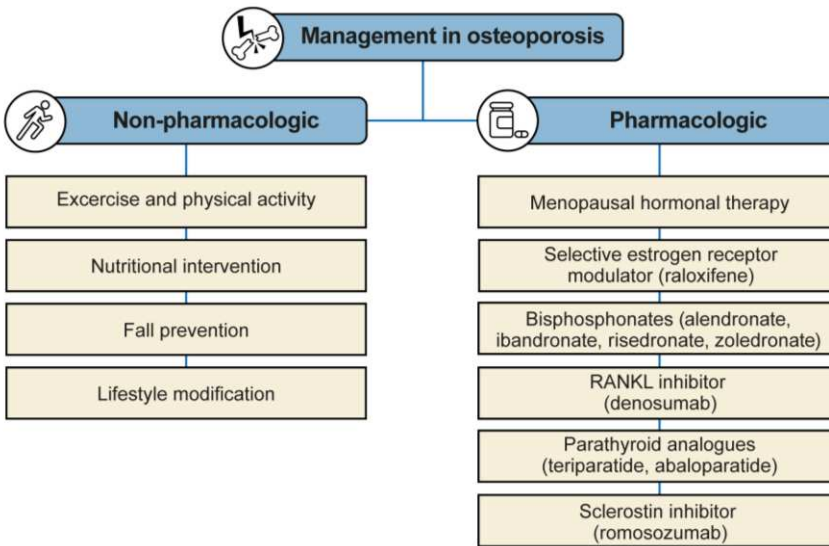 Management in osteoporosis
Non-pharmacologic
Excercise and physical activity
Nutritional intervention
Fall prevention
Lifestyle modification
Pharmacologic
Menopausal hormonal therapy
Selective estrogen receptor
modulator (raloxifene)
Bisphosphonates (alendronate,
ibandronate, risedronate, zoledronate)
RANKL inhibitor
(denosumab)
Parathyroid analogues
(teriparatide, abaloparatide)
Sclerostin inhibitor
(romosozumab)